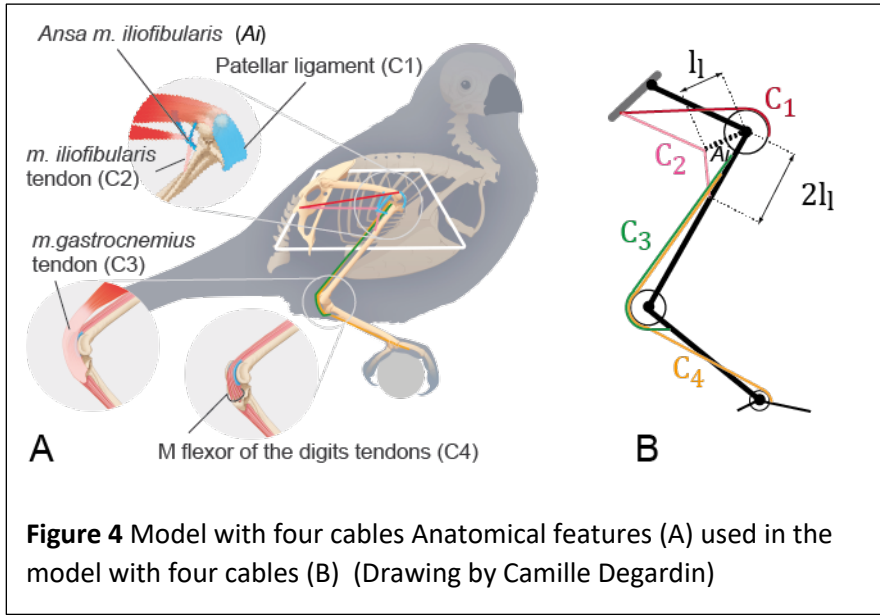 Ansa m. iliofibularis (Ai)
Patellar ligament (C1)
m. iliofibularis
tendon (C2)
m.gastrocnemius
tendon (C3)
M flexor of the digits tendons (C4)
A
l₁
C₁
C₂
Ai
2l₁
C₃
C₄
B
Figure 4 Model with four cables Anatomical features (A) used in the
model with four cables (B)  (Drawing by Camille Degardin)